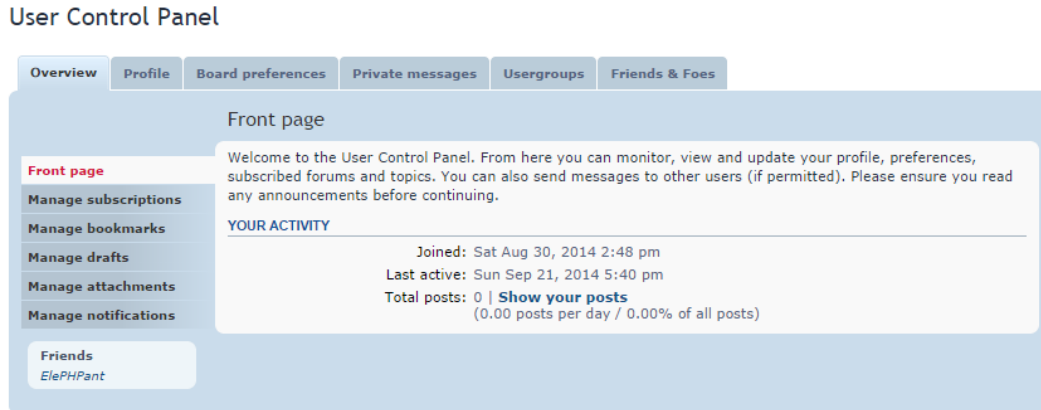 User Control Panel
Overview Profile Board preferences Private messages Usergroups Friends & Foes
Front page
Manage subscriptions
Manage bookmarks
Manage drafts
Manage attachments
Manage notifications
Friends
ElePHPant
Front page
Welcome to the User Control Panel. From here you can monitor, view and update your profile, preferences,
subscribed forums and topics. You can also send messages to other users (if permitted). Please ensure you read
any announcements before continuing.
YOUR ACTIVITY
Joined: Sat Aug 30, 2014 2:48 pm
Last active: Sun Sep 21, 2014 5:40 pm
Total posts: 0 | Show your posts
(0.00 posts per day / 0.00% of all posts)